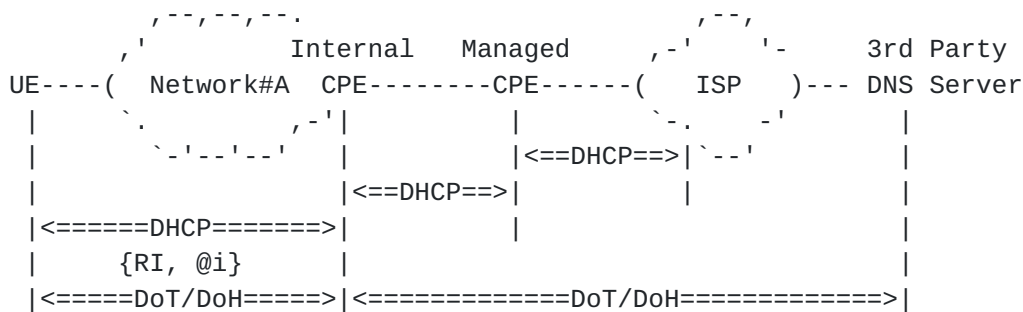 ,--,--,--.                         ,--,
       ,'         Internal   Managed     ,-'    '-     3rd Party
UE----(  Network#A  CPE--------CPE------(   ISP   )--- DNS Server
 |     `.         ,-'|          |        `-.    -'        |
 |       `-'--'--'   |          |<==DHCP==>|`--'          |
 |                   |<==DHCP==>|          |              |
 |<======DHCP=======>|          |                         |
 |     {RI, @i}      |                                    |
 |<=====DoT/DoH=====>|<=============DoT/DoH==============>|